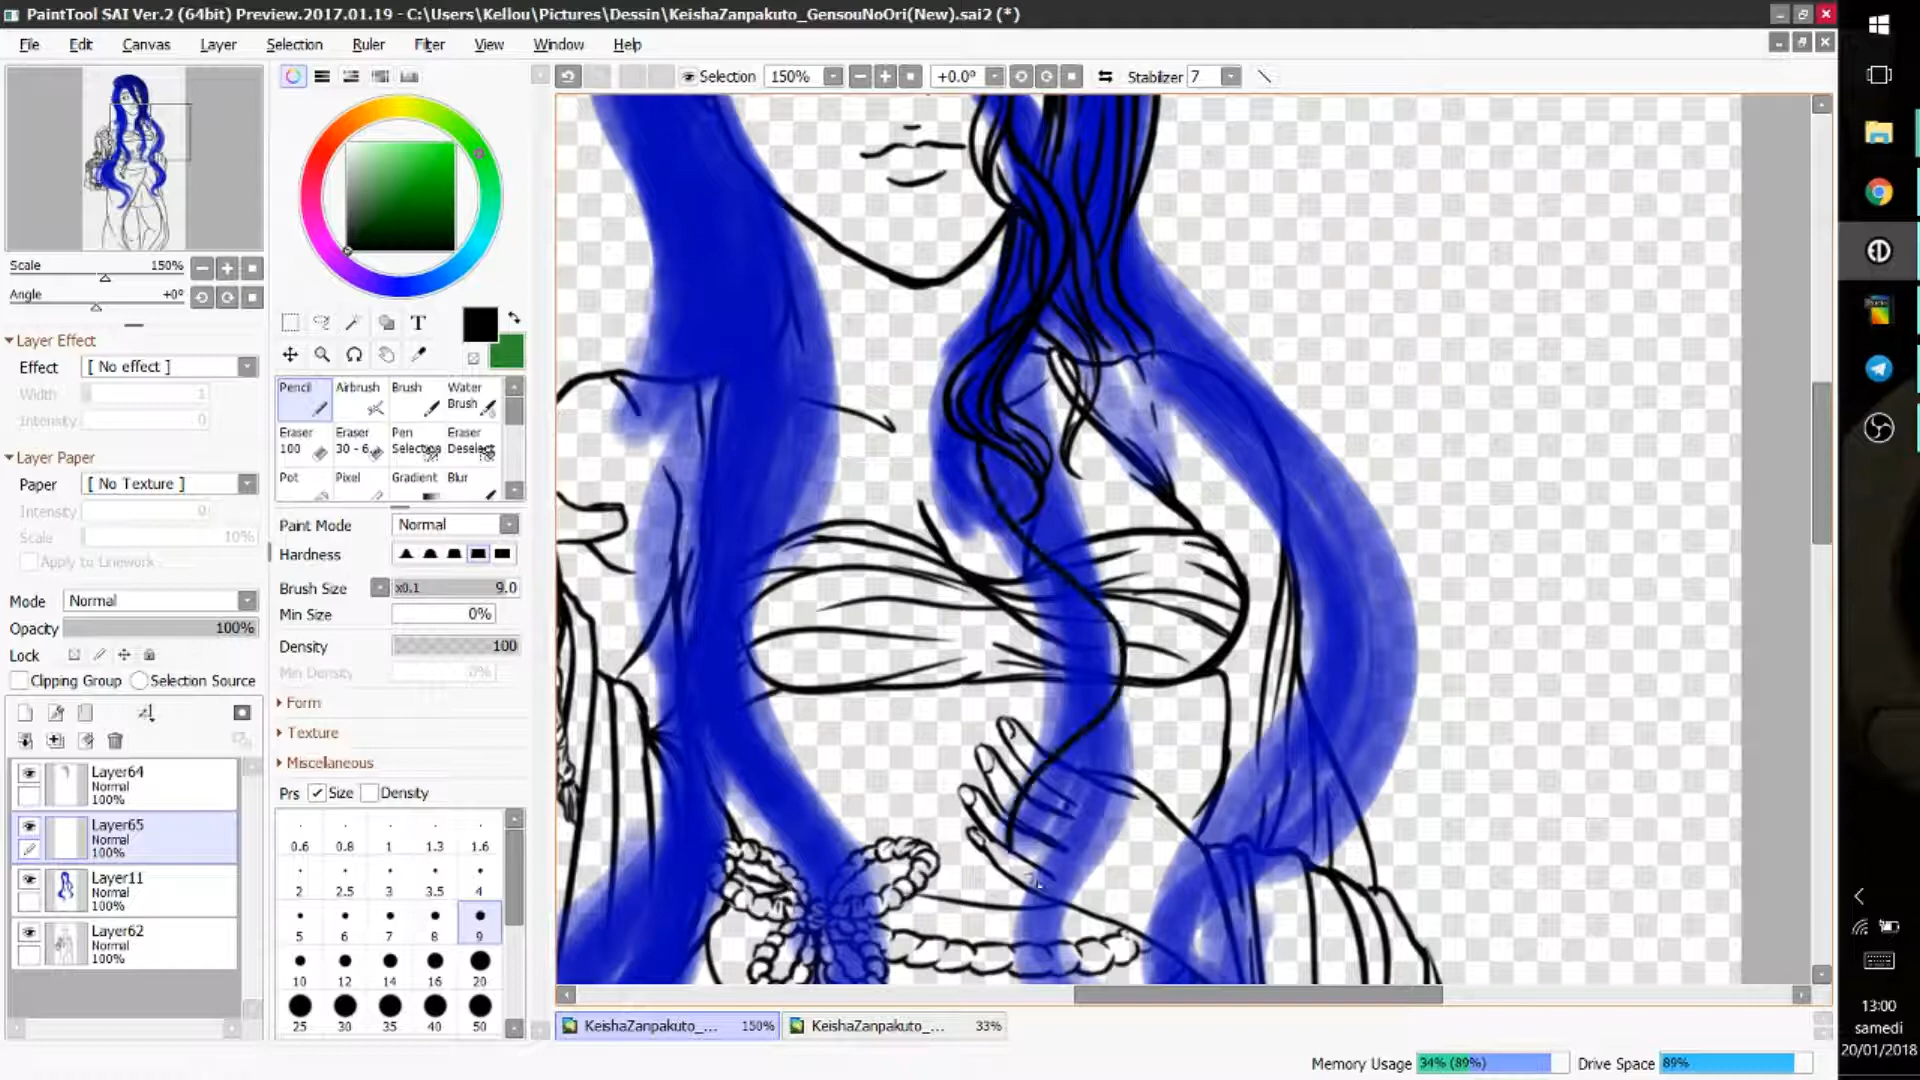 PaintTool SAI Ver.2 (64bit) Preview.2017.01.19 - C:\Users\Kellou\Pictures\Dessin\KeishaZanpakuto_GensouNoOri(New).sai2 (*)
File Edit Canvas Layer Selection Ruler Filter View Window Help
Selection 150% +0.0° Stabilizer 7
Scale 150%
Angle +0°
Layer Effect
Effect [ No effect ]
Width 1
Intensity 0
Layer Paper
Paper [ No Texture ]
Intensity 0
Scale 10%
Apply to Linework
Mode Normal
Opacity 100%
Lock
Clipping Group Selection Source
Layer64
Normal
100%
Layer65
Normal
100%
Layer11
Normal
100%
Layer62
Normal
100%
T
Pencil Airbrush Brush Water Brush
Eraser 100 Eraser 30 - 6 Pen Selection Eraser Deselect
Pot Pixel Gradient Blur
Paint Mode Normal
Hardness
Brush Size x0.1 9.0
Min Size 0%
Density 100
Min Density 0%
Form
Texture
Miscellaneous
Prs Size Density
0.6 0.8 1 1.3 1.6
2 2.5 3 3.5 4
5 6 7 8 9
10 12 14 16 20
25 30 35 40 50
KeishaZanpakuto_... 150% KeishaZanpakuto_... 33%
Memory Usage 34% (89%) Drive Space 89%
13:00
samedi
20/01/2018